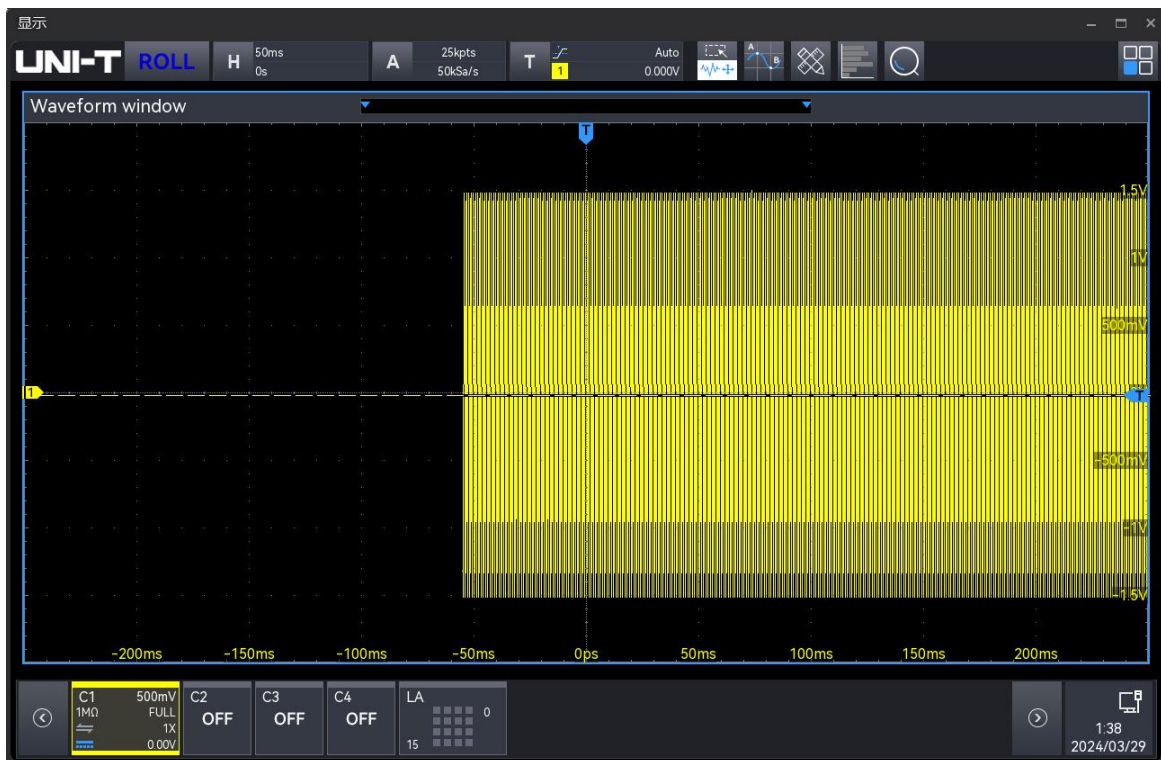 显示
UNI-T ROLL H 50ms 0s A 25kpts 50kSa/s T 1 Auto 0.000V A B
Waveform window
T
1.5V
1V
500mV
1
T
-500mV
-1V
-1.5V
-200ms -150ms -100ms -50ms 0ps 50ms 100ms 150ms 200ms
C1 500mV C2 C3 C4 LA
1MΩ FULL OFF OFF OFF 0
1X
0.00V 15
1:38
2024/03/29